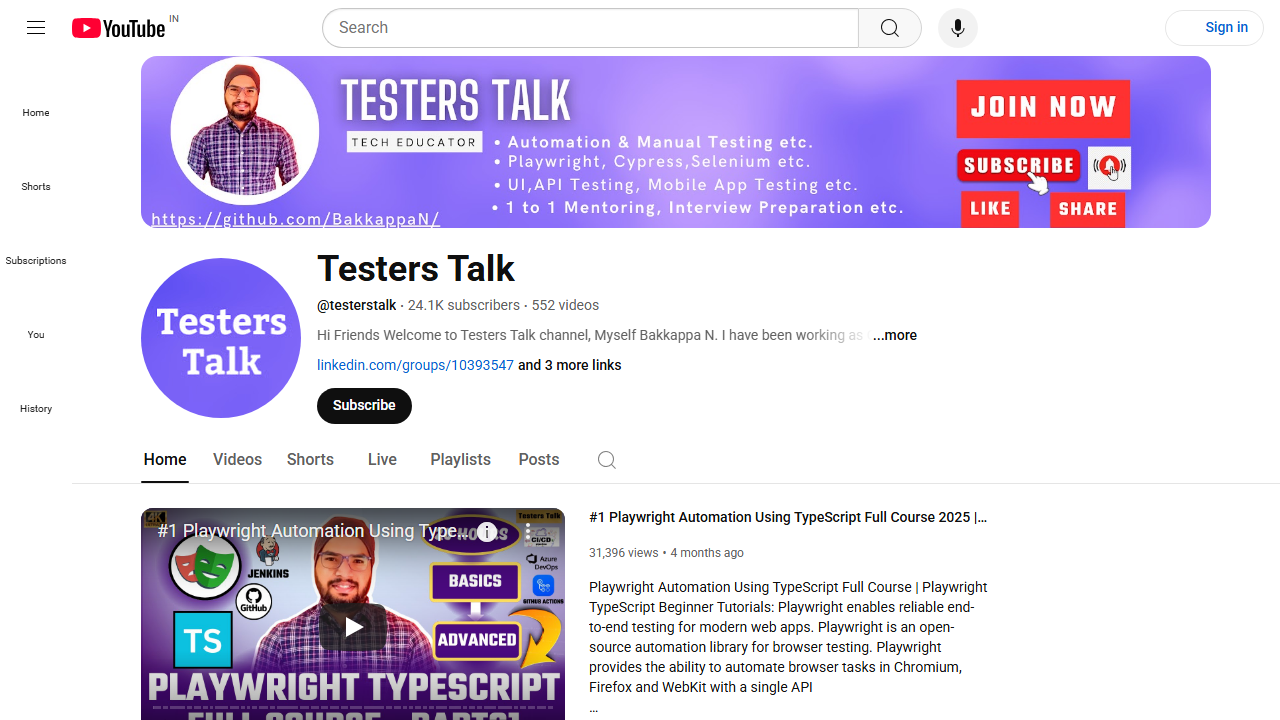 YouTube IN
Search
Sign in
Home
Shorts
Subscriptions
You
History
TESTERS TALK
TECH EDUCATOR
• Automation & Manual Testing etc.
• Playwright, Cypress,Selenium etc.
• UI,API Testing, Mobile App Testing etc.
• 1 to 1 Mentoring, Interview Preparation etc.
https://github.com/BakkappaN/
JOIN NOW
SUBSCRIBE
LIKE
SHARE
Testers
Talk
Testers Talk
@testerstalk • 24.1K subscribers • 552 videos
Hi Friends Welcome to Testers Talk channel, Myself Bakkappa N. I have been working as ...more
linkedin.com/groups/10393547 and 3 more links
Subscribe
Home Videos Shorts Live Playlists Posts
4K
#1 Playwright Automation Using Type...
Testers Talk
CI/CD
JENKINS
GitHub
TS
BASICS
ADVANCED
Azure
DevOps
GITHUB ACTIONS
PLAYWRIGHT TYPESCRIPT
#1 Playwright Automation Using TypeScript Full Course 2025 |...
31,396 views • 4 months ago
Playwright Automation Using TypeScript Full Course | Playwright
TypeScript Beginner Tutorials: Playwright enables reliable end-
to-end testing for modern web apps. Playwright is an open-
source automation library for browser testing. Playwright
provides the ability to automate browser tasks in Chromium,
Firefox and WebKit with a single API
...